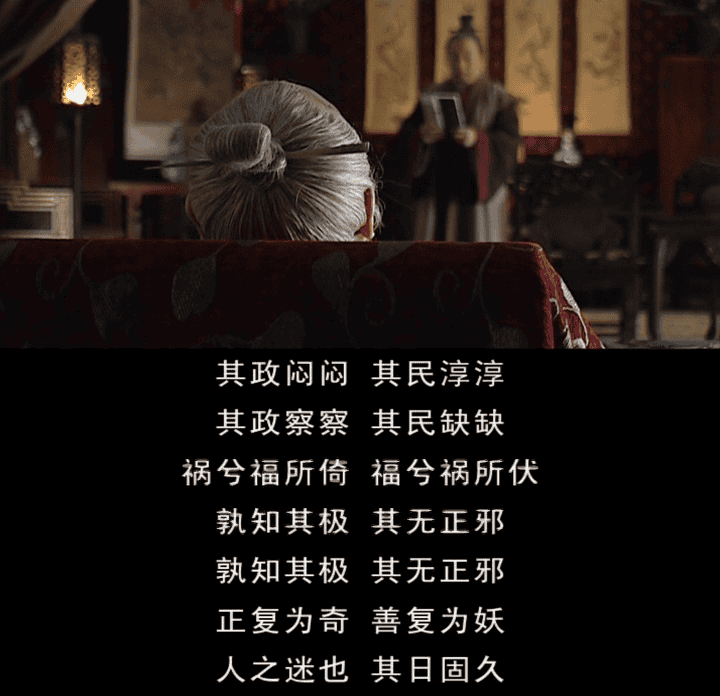 其政闷闷 其民淳淳
其政察察 其民缺缺
祸兮福所倚 福兮祸所伏
孰知其极 其无正邪
孰知其极 其无正邪
正复为奇 善复为妖
人之迷也 其日固久